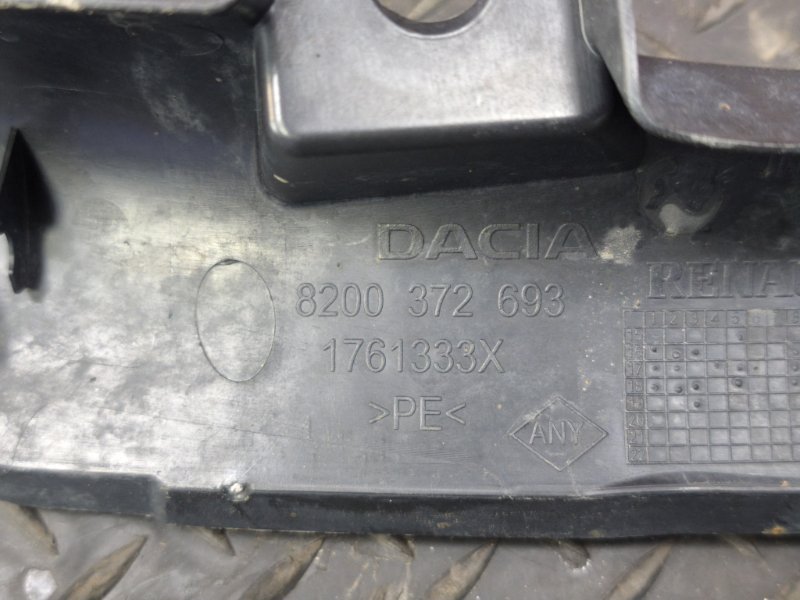 DACIA
8200 372 693
1761333X
>PE<
ANY